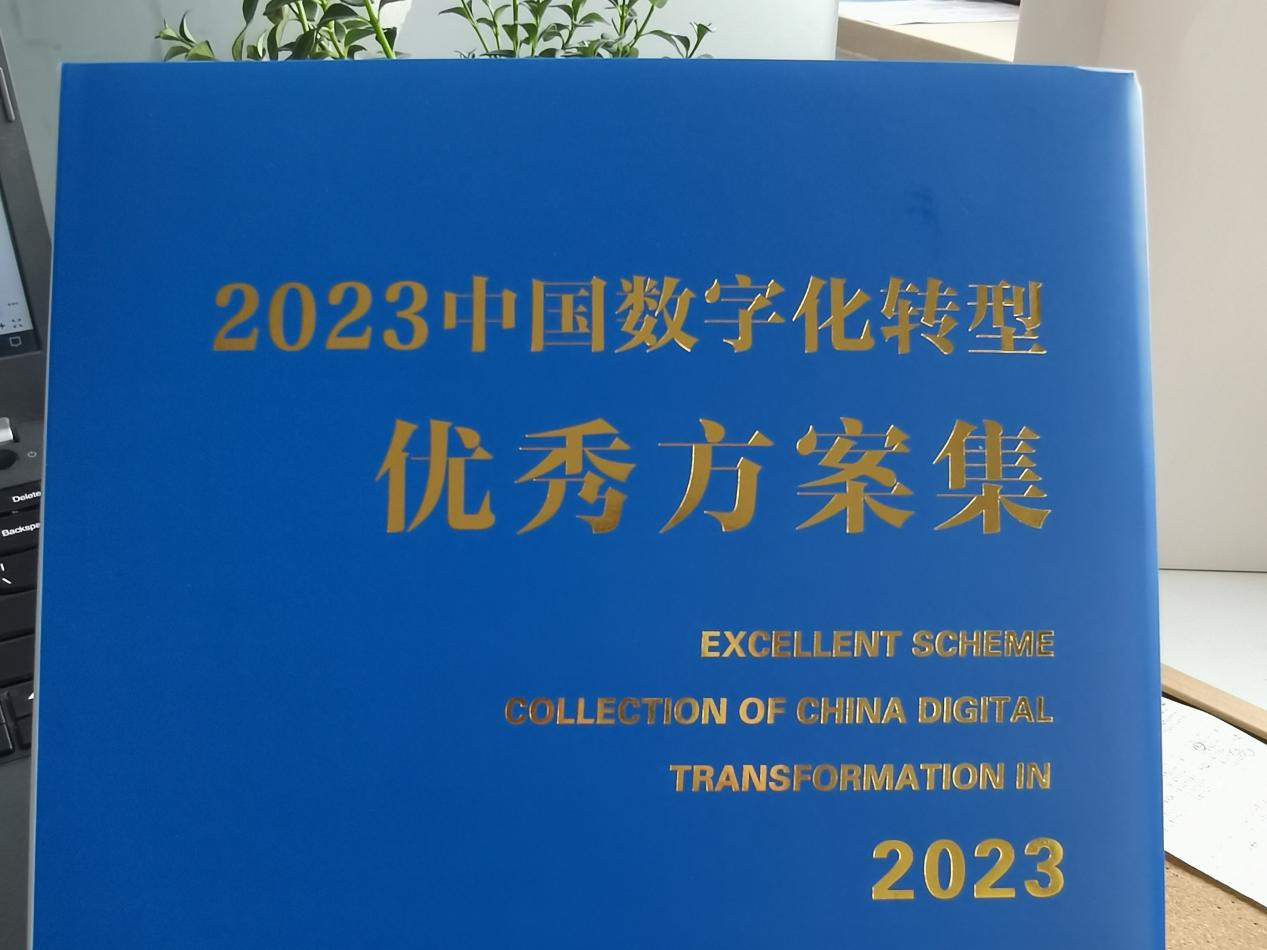 2023中国数字化转型
优秀方案集
EXCELLENT SCHEME
COLLECTION OF CHINA DIGITAL
TRANSFORMATION IN
2023
Delete